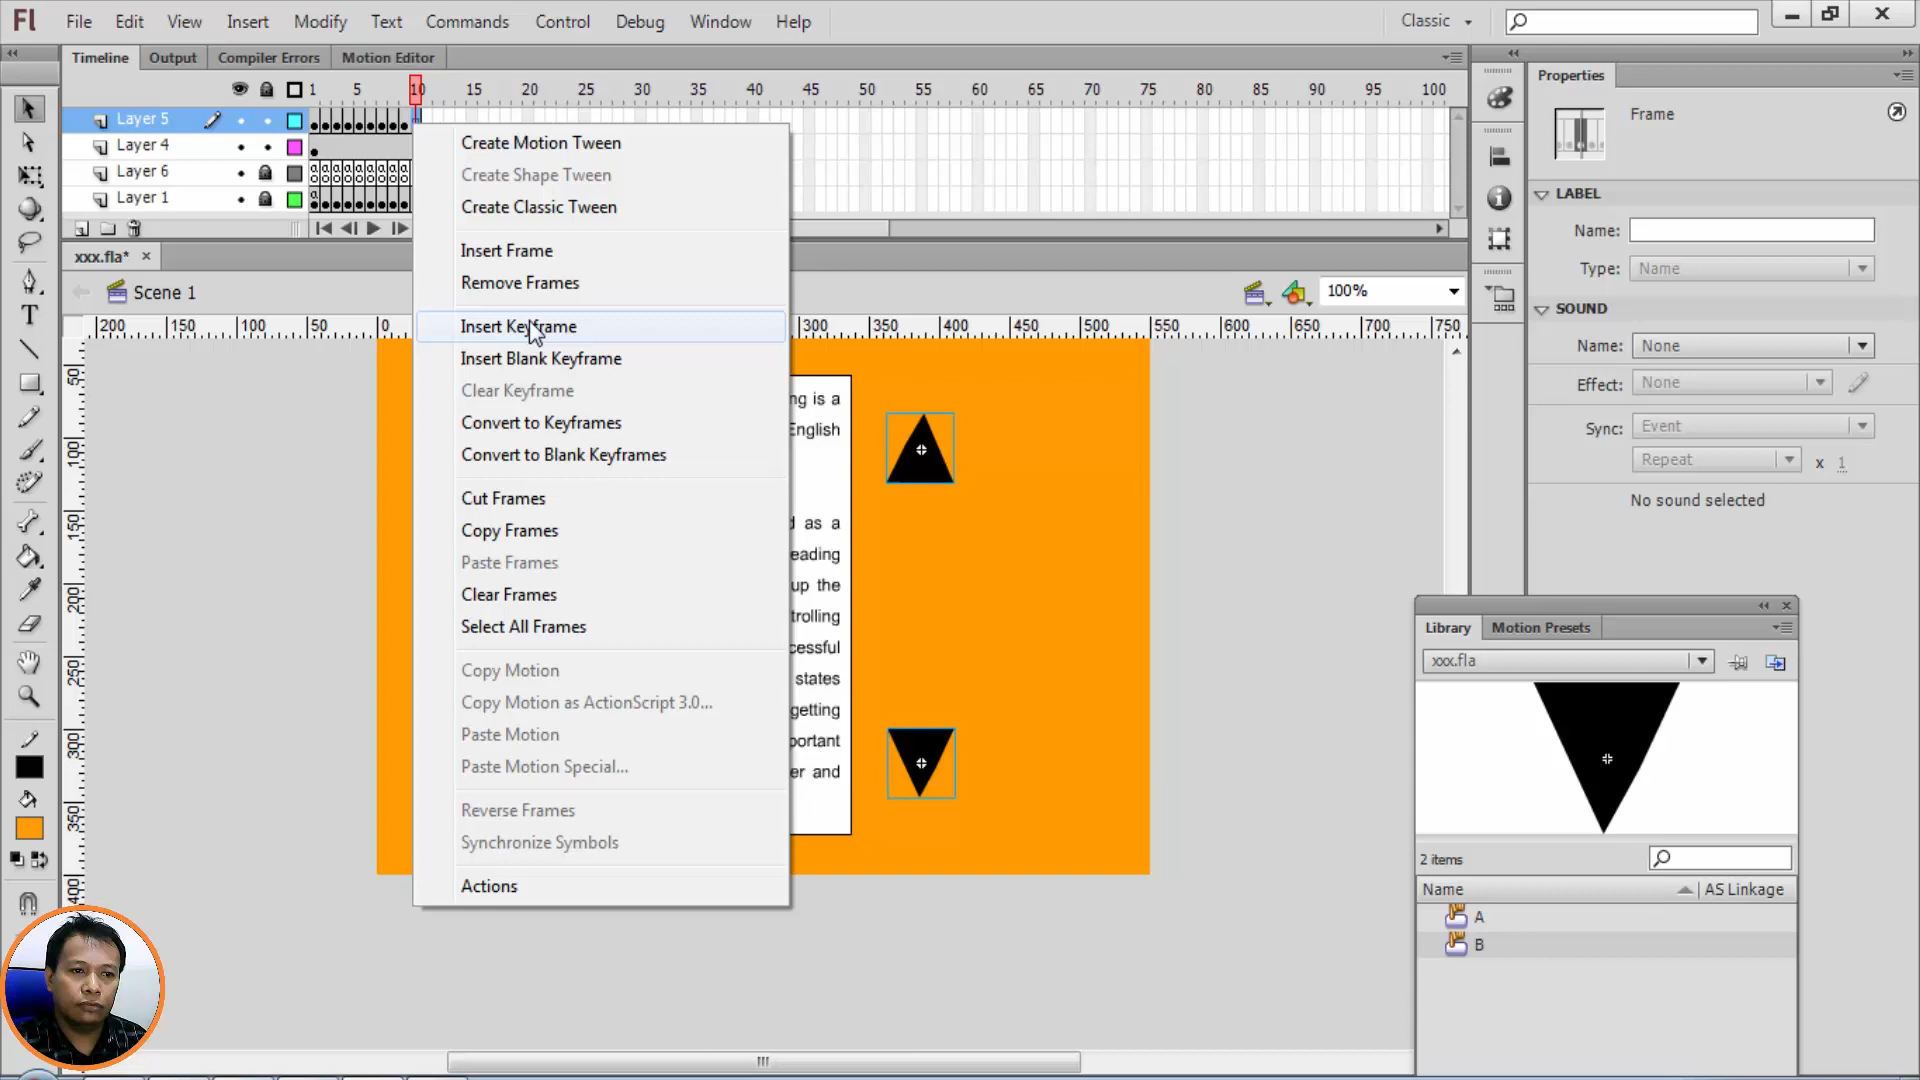 Fl File Edit View Insert Modify Text Commands Control Debug Window Help Classic
Timeline Output Compiler Errors Motion Editor
1 5 10 15 20 25 30 35 40 45 50 55 60 65 70 75 80 85 90 95 100
Layer 5
Layer 4
Layer 6
Layer 1
xxx.fla*
Scene 1
100%
200 150 100 50 0 300 350 400 450 500 550 600 650 700 750
50
100
150
200
250
300
350
400
Create Motion Tween
Create Shape Tween
Create Classic Tween
Insert Frame
Remove Frames
Insert Keyframe
Insert Blank Keyframe
Clear Keyframe
Convert to Keyframes
Convert to Blank Keyframes
Cut Frames
Copy Frames
Paste Frames
Clear Frames
Select All Frames
Copy Motion
Copy Motion as ActionScript 3.0...
Paste Motion
Paste Motion Special...
Reverse Frames
Synchronize Symbols
Actions
ng is a
English
as a
eading
up the
trolling
cessful
states
getting
portant
er and
Properties
Frame
LABEL
Name:
Type: Name
SOUND
Name: None
Effect: None
Sync: Event
Repeat x 1
No sound selected
Library Motion Presets
xxx.fla
2 items
Name AS Linkage
A
B